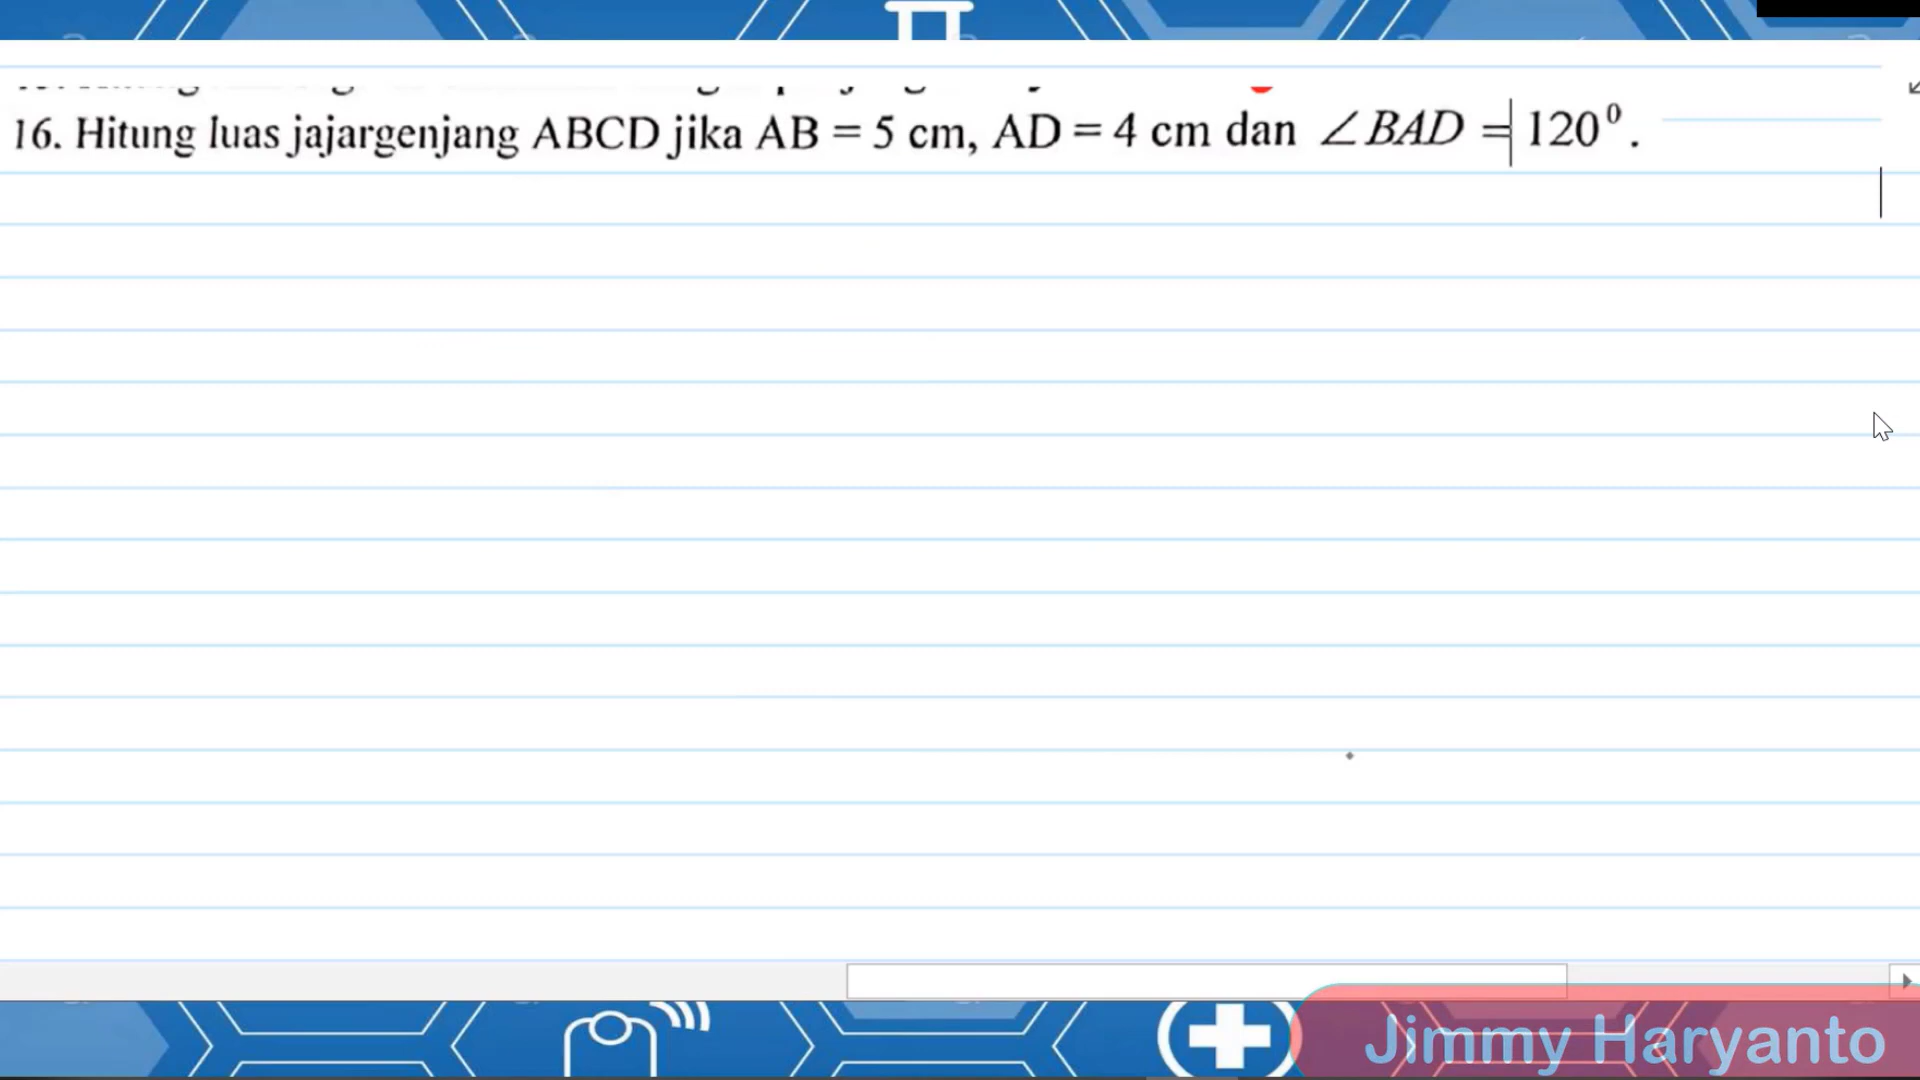 16. Hitung luas jajargenjang ABCD jika AB = 5 cm, AD = 4 cm dan ∠BAD = 120⁰ .
Jimmy Haryanto